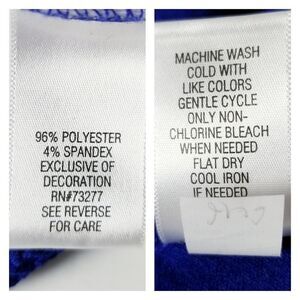 96% POLYESTER
4% SPANDEX
EXCLUSIVE OF
DECORATION
RN#73277
SEE REVERSE
FOR CARE
MACHINE WASH
COLD WITH
LIKE COLORS
GENTLE CYCLE
ONLY NON-
CHLORINE BLEACH
WHEN NEEDED
FLAT DRY
COOL IRON
IF NEEDED